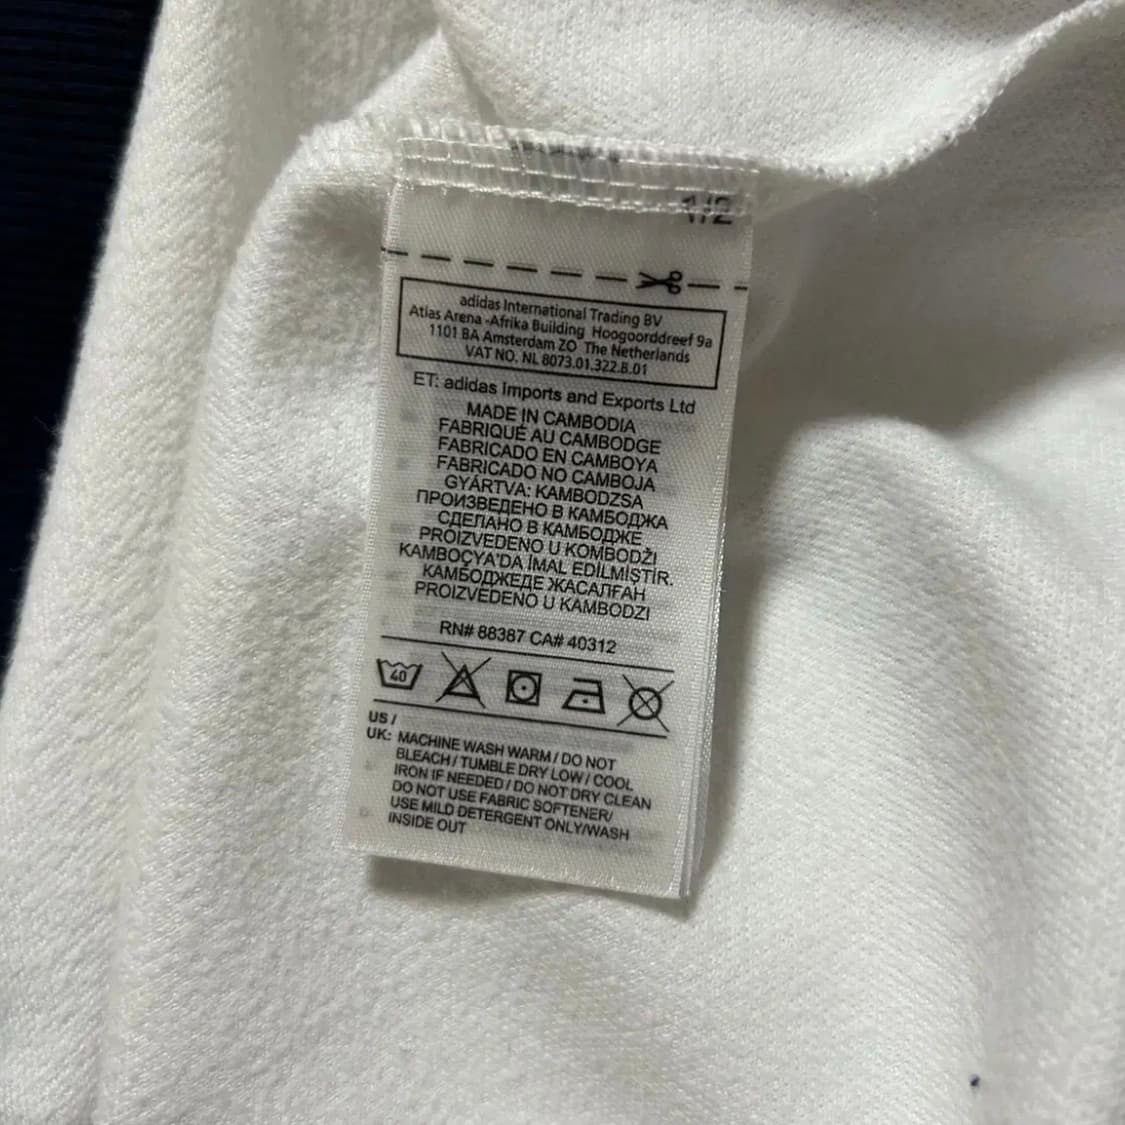 1/2
adidas International Trading BV
Atlas Arena -Afrika Building Hoogoorddreef 9a
1101 BA Amsterdam ZO The Netherlands
VAT NO. NL 8073.01.322.B.01
ET: adidas Imports and Exports Ltd
MADE IN CAMBODIA
FABRIQUÉ AU CAMBODGE
FABRICADO EN CAMBOYA
FABRICADO NO CAMBOJA
GYÁRTVA: KAMBODZSA
ПРОИЗВЕДЕНО В КАМБОДЖА
СДЕЛАНО В КАМБОДЖЕ
PROIZVEDENO U KOMBODŽI
KAMBOÇYA'DA İMAL EDİLMİŞTİR.
КАМБОДЖЕДЕ ЖАСАЛҒАН
PROIZVEDENO U KAMBODZI
RN# 88387 CA# 40312
40
US /
UK: MACHINE WASH WARM / DO NOT
BLEACH / TUMBLE DRY LOW / COOL
IRON IF NEEDED / DO NOT DRY CLEAN
DO NOT USE FABRIC SOFTENER/
USE MILD DETERGENT ONLY/WASH
INSIDE OUT